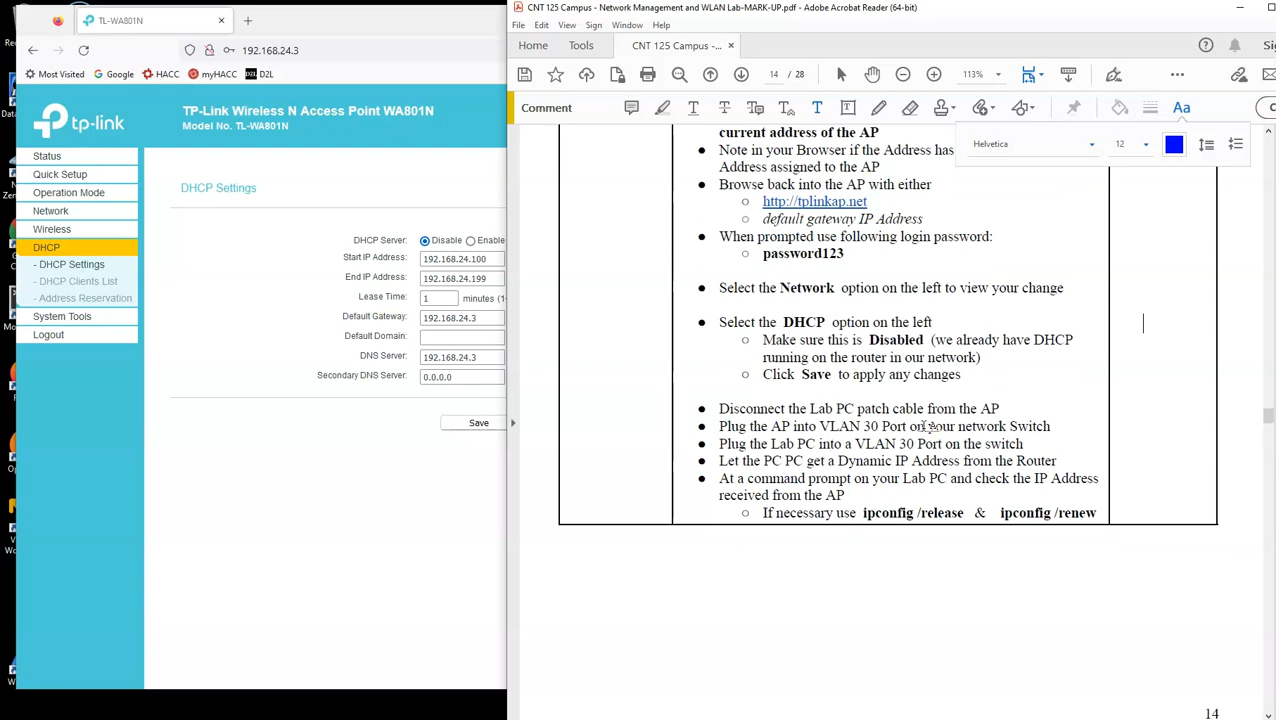 TL-WA801N
192.168.24.3
Most Visited Google HACC myHACC D2L D2L
tp-link
TP-Link Wireless N Access Point WA801N
Model No. TL-WA801N
Status
Quick Setup
Operation Mode
Network
Wireless
DHCP
- DHCP Settings
- DHCP Clients List
- Address Reservation
System Tools
Logout
DHCP Settings
DHCP Server: Disable Enable
Start IP Address: 192.168.24.100
End IP Address: 192.168.24.199
Lease Time: 1 minutes (1-
Default Gateway: 192.168.24.3
Default Domain:
DNS Server: 192.168.24.3
Secondary DNS Server: 0.0.0.0
Save
CNT 125 Campus - Network Management and WLAN Lab-MARK-UP.pdf - Adobe Acrobat Reader (64-bit)
File Edit View Sign Window Help
Home Tools CNT 125 Campus -... Sig
14 / 28 113%
Comment Aa
Helvetica 12
current address of the AP
• Note in your Browser if the Address has
Address assigned to the AP
• Browse back into the AP with either
○ http://tplinkap.net
○ default gateway IP Address
• When prompted use following login password:
○ password123
• Select the Network option on the left to view your change
• Select the DHCP option on the left
○ Make sure this is Disabled (we already have DHCP
running on the router in our network)
○ Click Save to apply any changes
• Disconnect the Lab PC patch cable from the AP
• Plug the AP into VLAN 30 Port on your network Switch
• Plug the Lab PC into a VLAN 30 Port on the switch
• Let the PC PC get a Dynamic IP Address from the Router
• At a command prompt on your Lab PC and check the IP Address
received from the AP
○ If necessary use ipconfig /release & ipconfig /renew
14